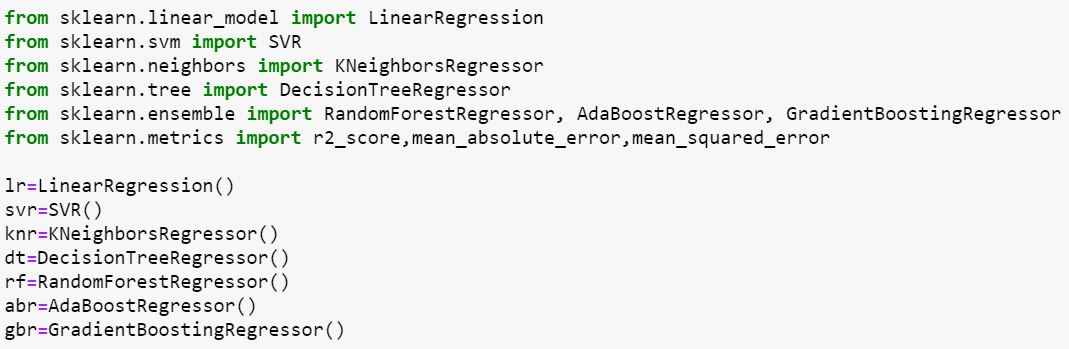 from sklearn.linear_model import LinearRegression
from sklearn.svm import SVR
from sklearn.neighbors import KNeighborsRegressor
from sklearn.tree import DecisionTreeRegressor
from sklearn.ensemble import RandomForestRegressor, AdaBoostRegressor, GradientBoostingRegressor
from sklearn.metrics import r2_score,mean_absolute_error,mean_squared_error
lr=LinearRegression()
svr=SVR()
knr=KNeighborsRegressor()
dt=DecisionTreeRegressor()
rf=RandomForestRegressor()
abr=AdaBoostRegressor()
gbr=GradientBoostingRegressor()